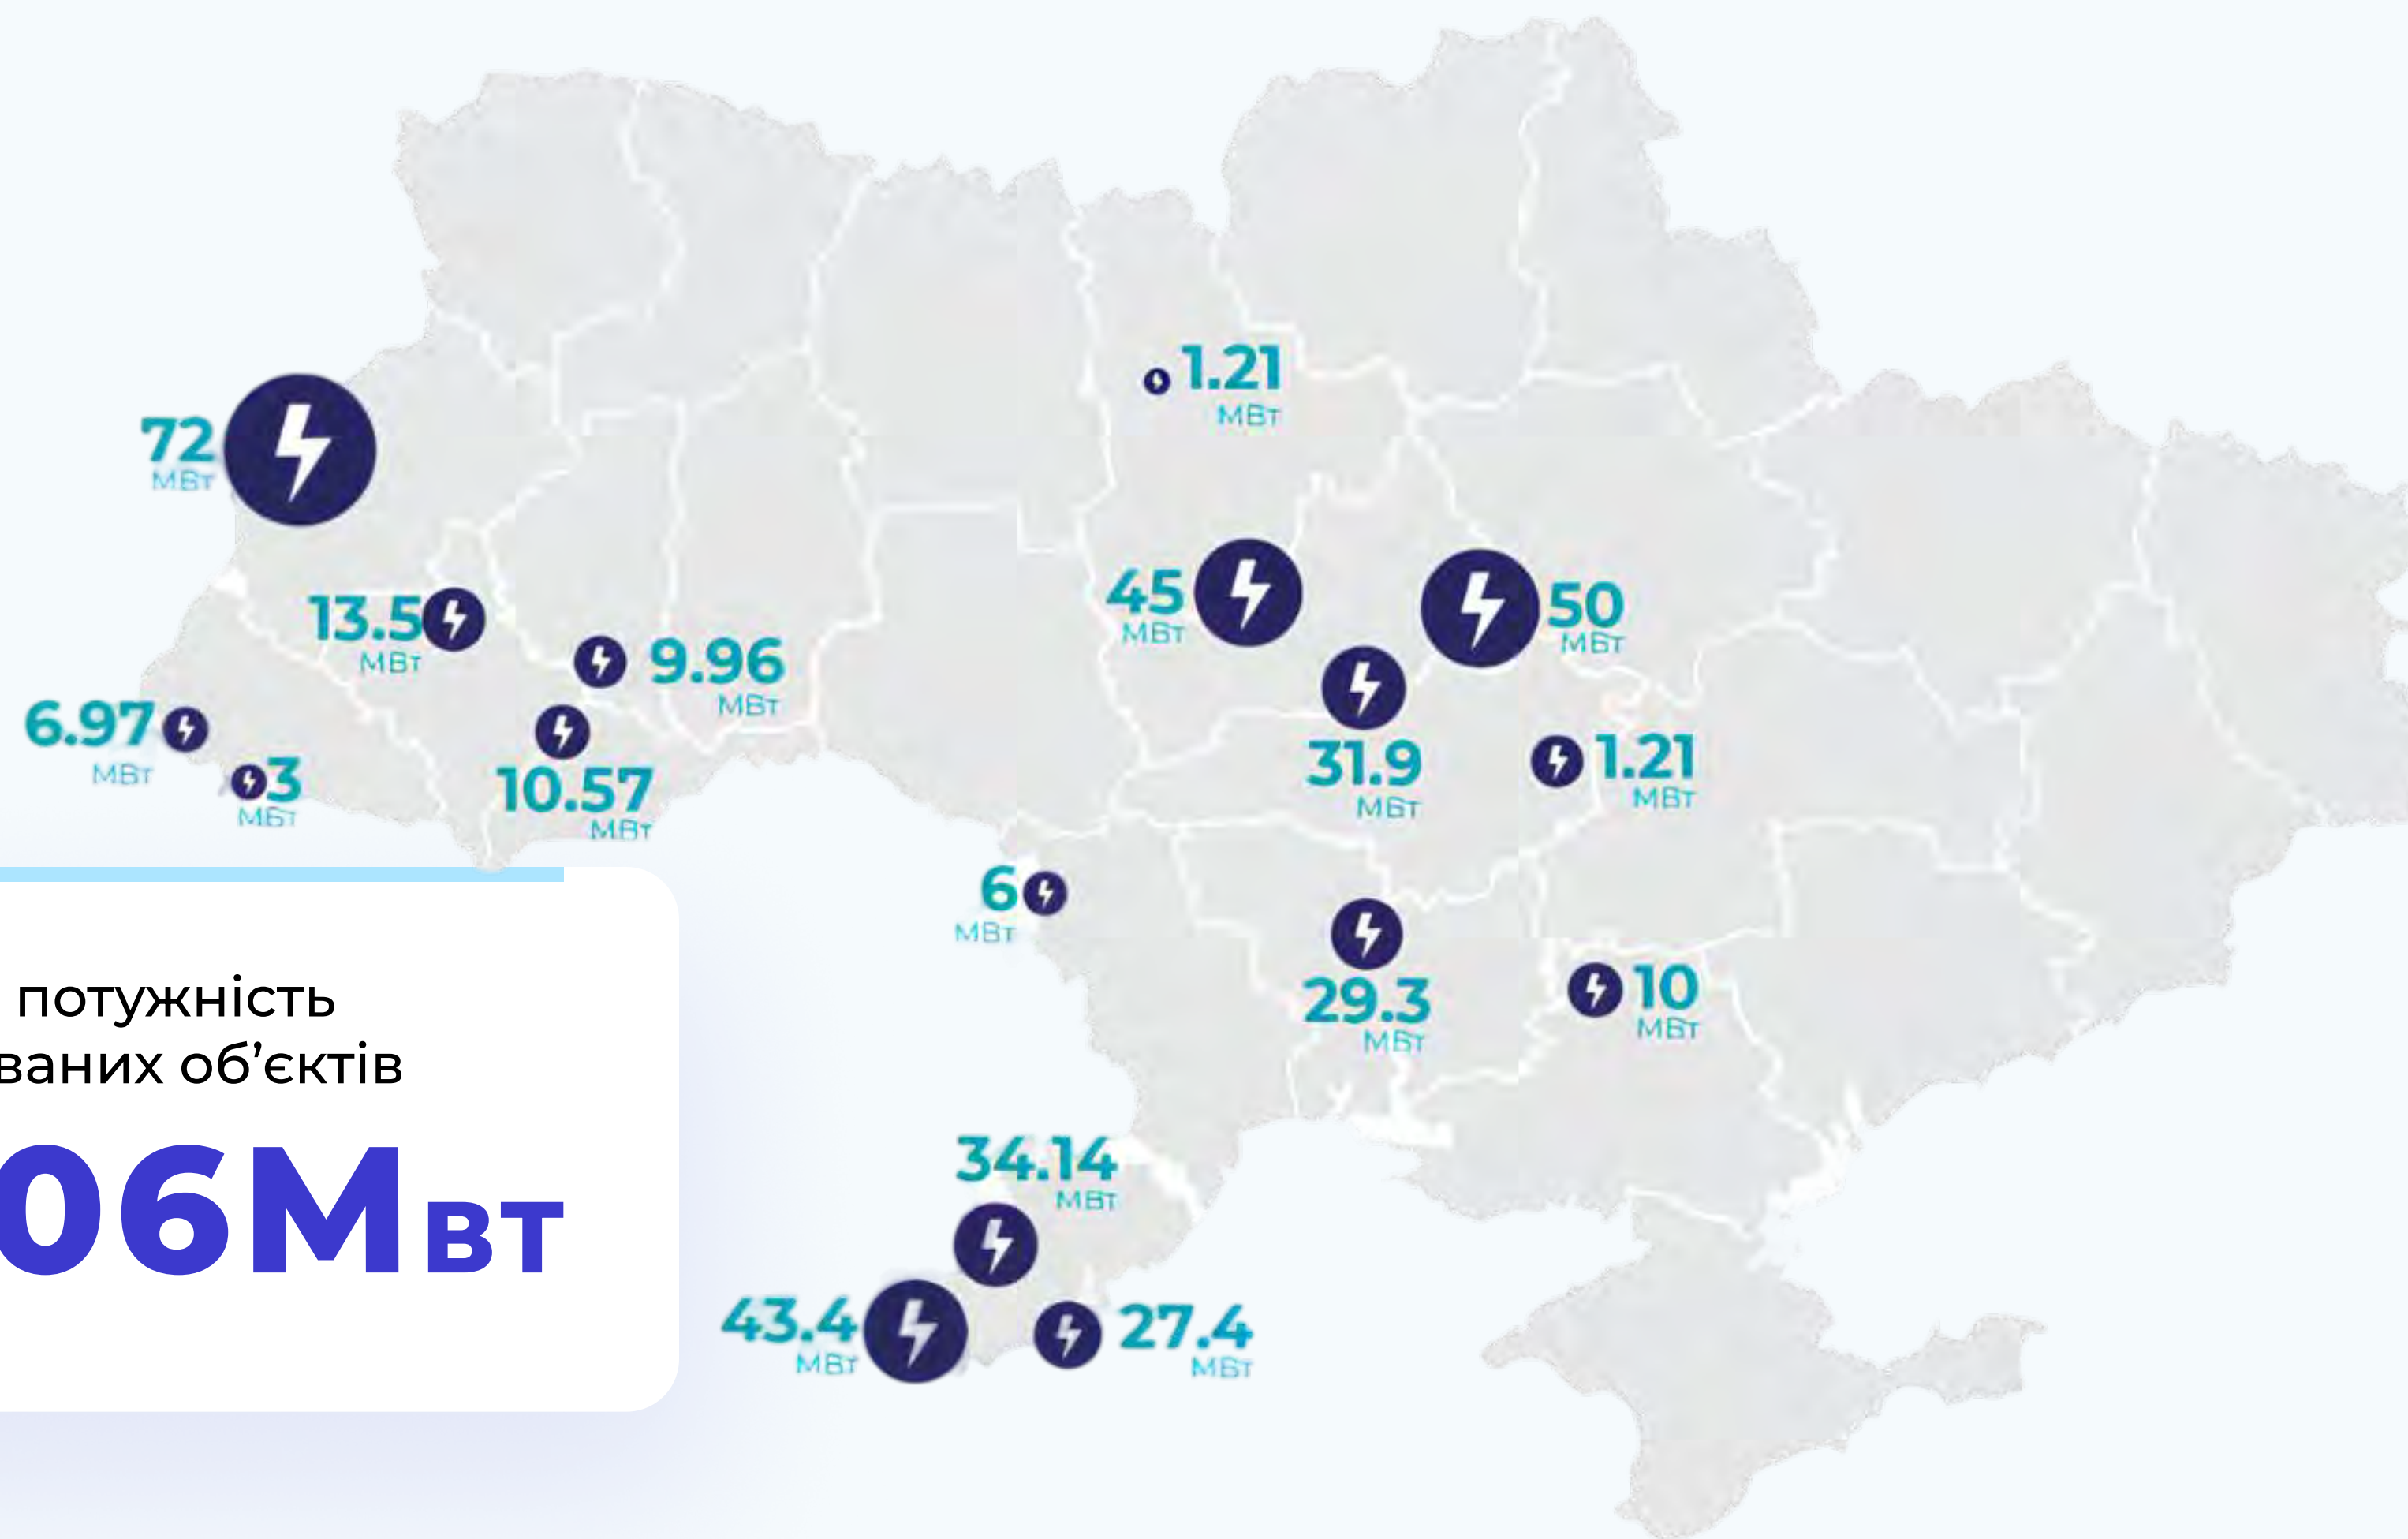 1.21
МВт
72
МВт
45
МВт
50
МВт
13.5
МВт
9.96
МВт
31.9
МВт
1.21
МВт
6.97
МВт
3
МВт
10.57
МВт
6
МВт
29.3
МВт
10
МВт
потужність
ваних об’єктів
06Мвт
34.14
МВт
43.4
МВт
27.4
МВт